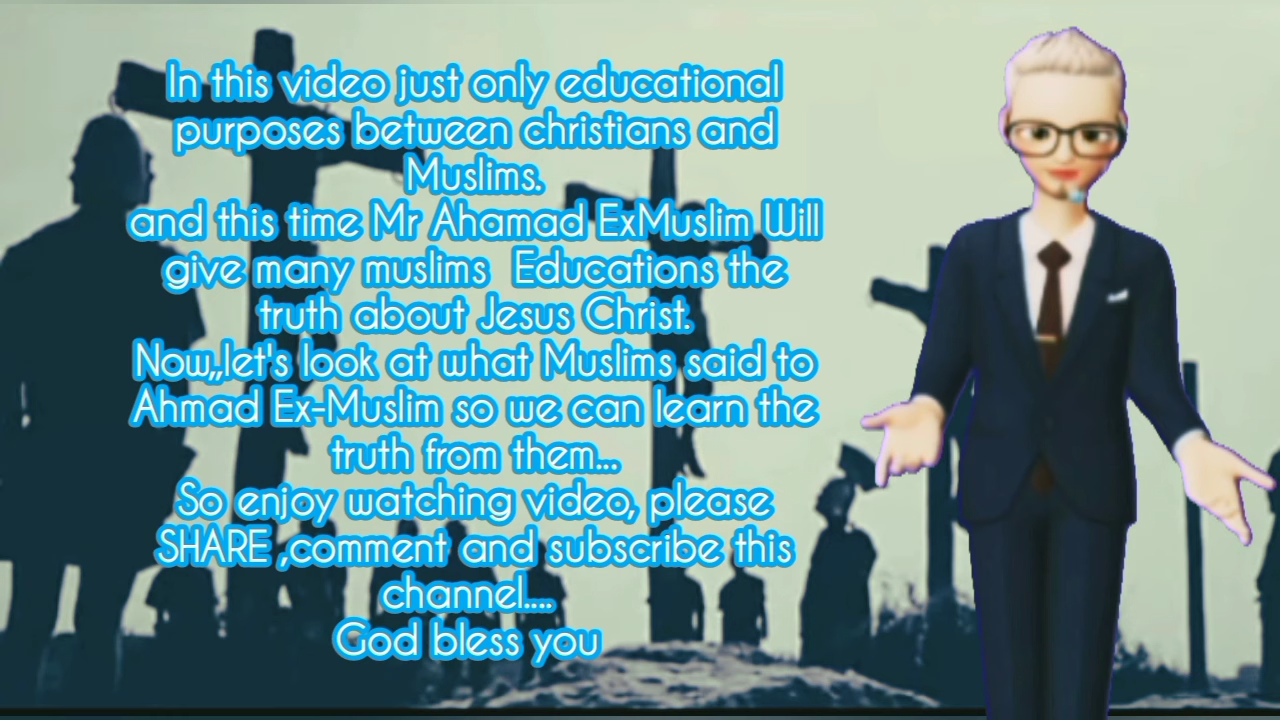 In this video just only educational
purposes between christians and
Muslims.
and this time Mr Ahamad ExMuslim Will
give many muslims Educations the
truth about Jesus Christ.
Now,,let's look at what Muslims said to
Ahmad Ex-Muslim so we can learn the
truth from them...
So enjoy watching video, please
SHARE ,comment and subscribe this
channel....
God bless you